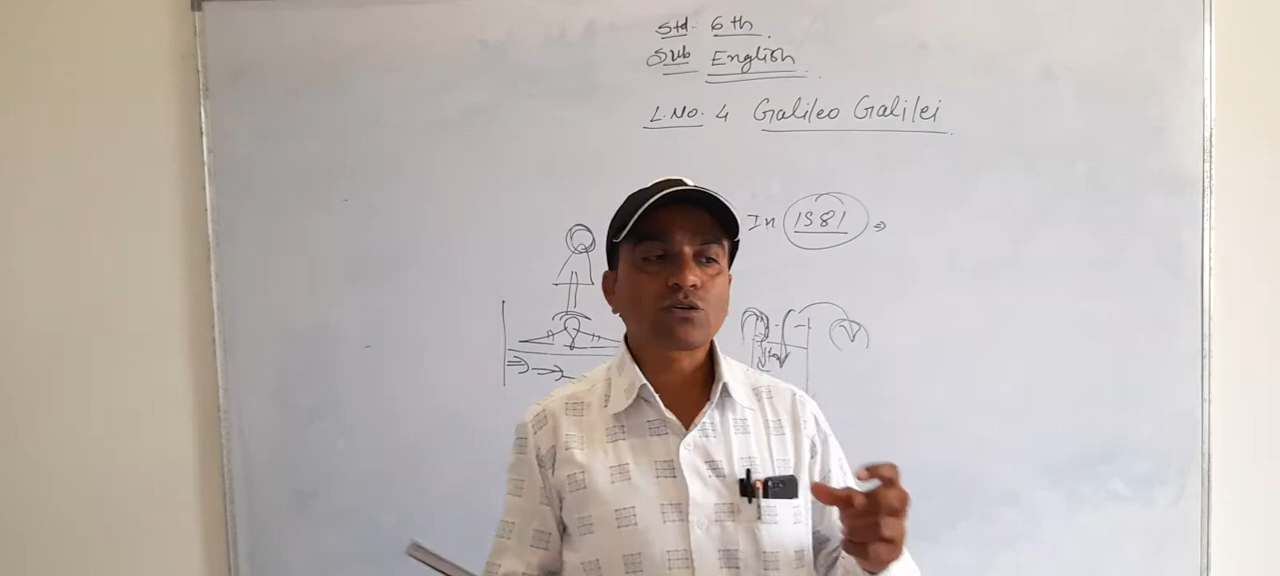 Std. 6th.
Sub English.
L.No. 4 Galileo Galilei.
In 1581 ⇒